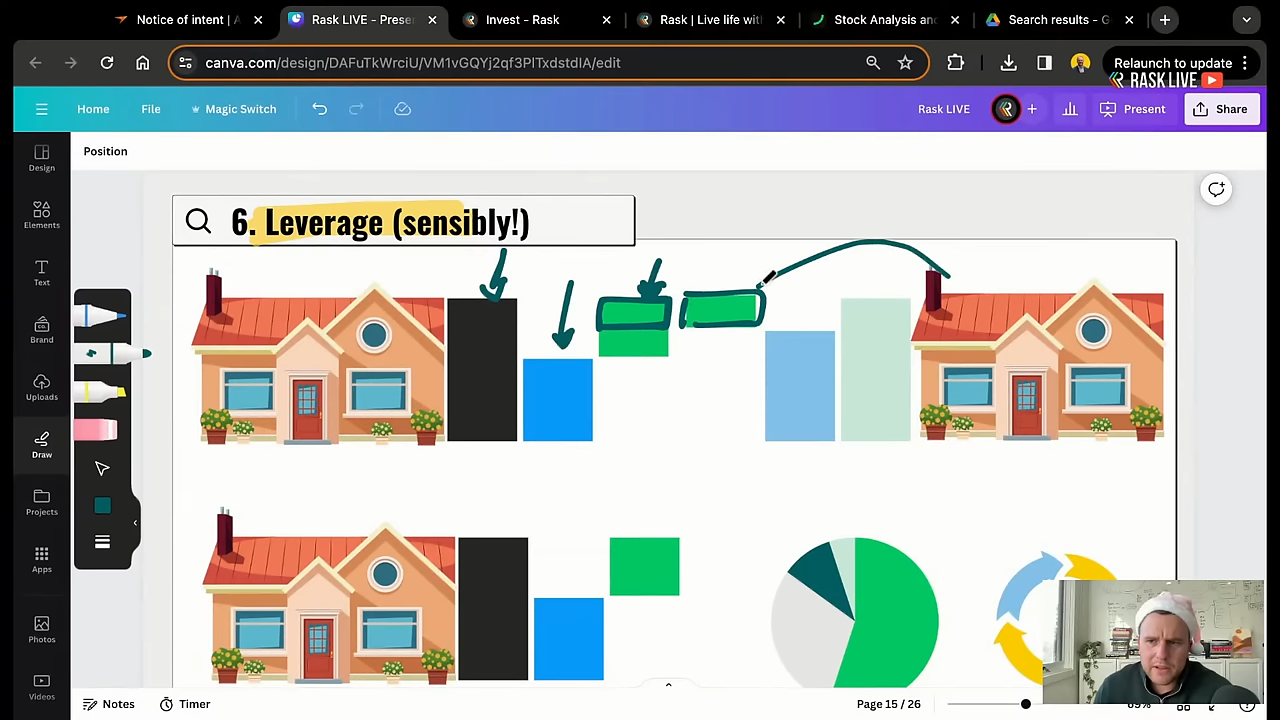 Notice of intent | A
Rask LIVE - Prese
Invest - Rask
Rask | Live life wit
Stock Analysis an
Search results - G
canva.com/design/DAFuTkWrciU/VM1vGQYj2qf3PlTxdstdIA/edit
Relaunch to update
RASK LIVE
Home
File
Magic Switch
Rask LIVE
Present
Share
Position
Design
Elements
Text
Brand
Uploads
Draw
Projects
Apps
Photos
Videos
6. Leverage (sensibly!)
Notes
Timer
Page 15 / 26